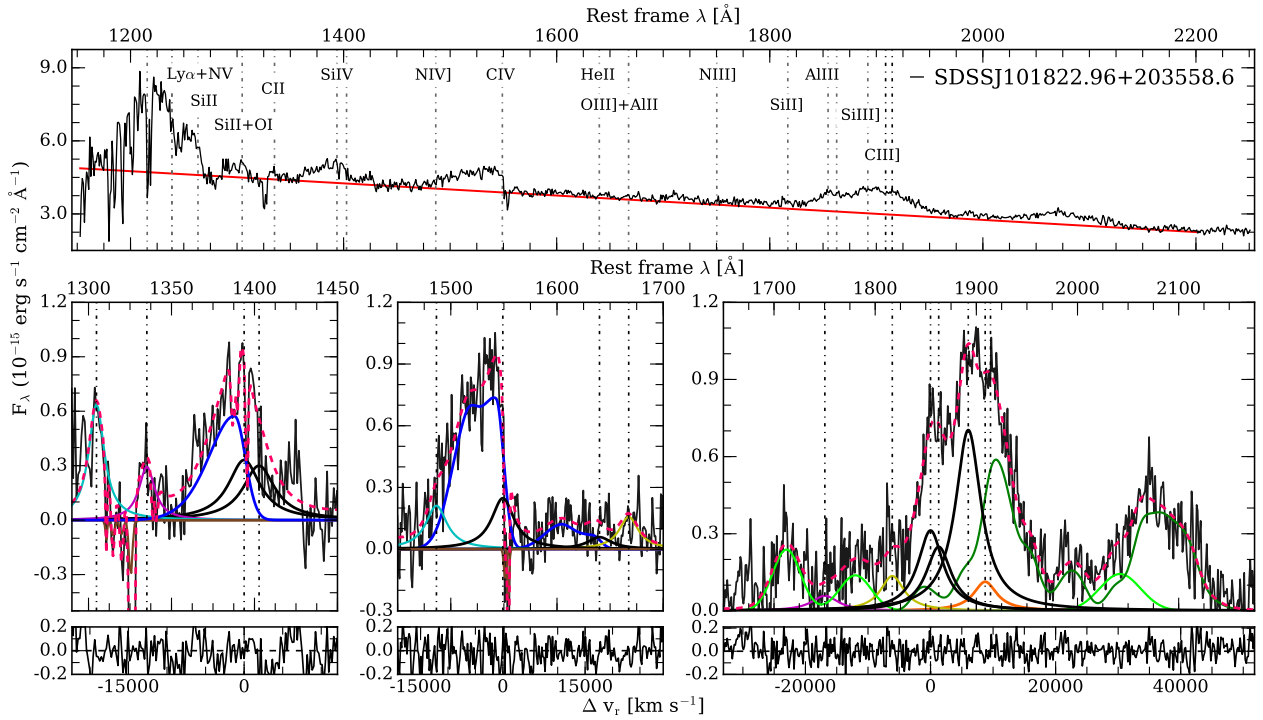 Rest frame λ [Å]
1200 1400 1600 1800 2000 2200
9.0
6.0
3.0
Lyα+NV
SiII
SiII+OI
CII
SiIV
NIV]
CIV
HeII
OIII]+AlII
NIII]
SiII]
AlIII
SiIII]
CIII]
SDSSJ101822.96+203558.6
F_λ (10^−15 erg s^−1 cm^−2 Å^−1)
Rest frame λ [Å]
1300 1350 1400 1450
1500 1600 1700
1700 1800 1900 2000 2100
1.2
0.9
0.6
0.3
0.0
-0.3
1.2
0.9
0.6
0.3
0.0
-0.3
1.2
0.9
0.6
0.3
0.0
0.2
0.0
-0.2
0.2
0.0
-0.2
0.2
0.0
-0.2
-15000 0
-15000 0 15000
-20000 0 20000 40000
Δ v_r [km s^−1]